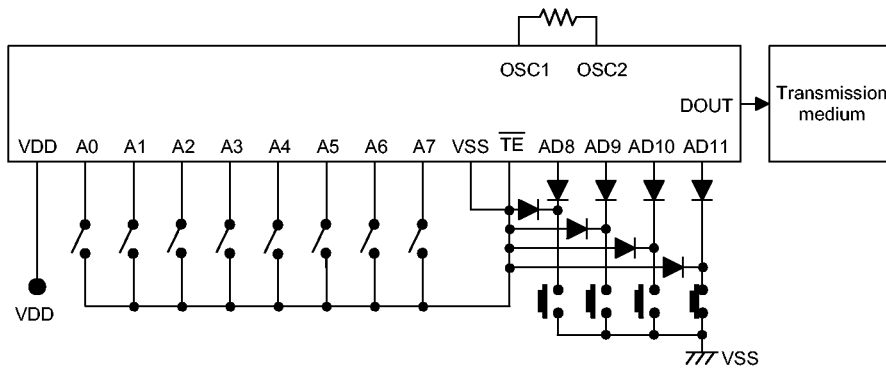 OSC1 OSC2
DOUT
Transmission
medium
VDD A0 A1 A2 A3 A4 A5 A6 A7 VSS T̅E̅ AD8 AD9 AD10 AD11
VDD
VSS